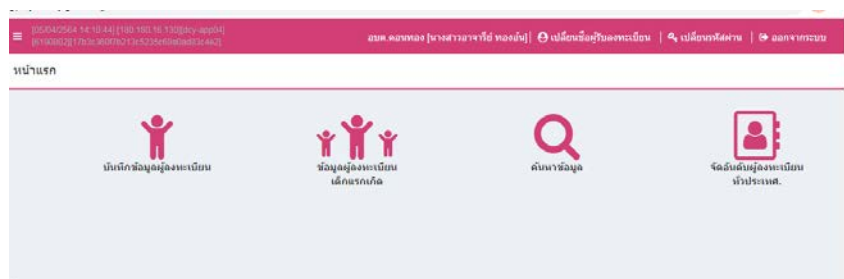 [05/04/2564 14:10:44] [180.180.16.130][dcy-app04]
อบต.ดอนทอง [นางสาวอาจารีย์ ทองอ้น] | เปลี่ยนชื่อผู้รับลงทะเบียน | เปลี่ยนรหัสผ่าน | ออกจากระบบ
หน้าแรก
บันทึกข้อมูลผู้ลงทะเบียน
ข้อมูลผู้ลงทะเบียน
เด็กแรกเกิด
ค้นหาข้อมูล
จัดอันดับผู้ลงทะเบียน
ทั่วประเทศ.